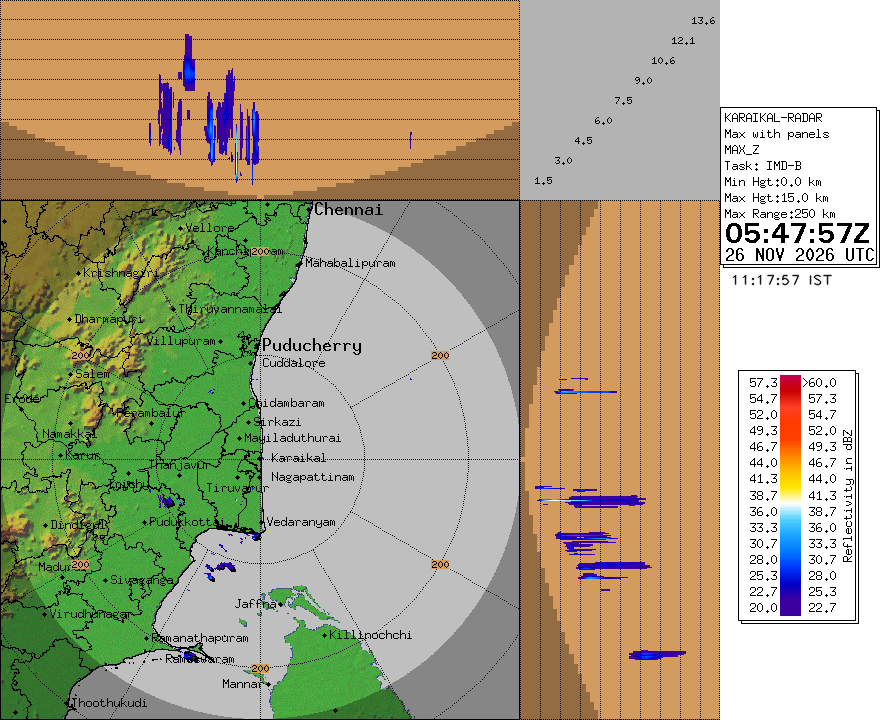 13.6
12.1
10.6
9.0
7.5
6.0
4.5
3.0
1.5
KARAIKAL-RADAR
Max with panels
MAX_Z
Task: IMD-B
Min Hgt:0.0 km
Max Hgt:15.0 km
Max Range:250 km
05:47:57Z
26 NOV 2026 UTC
11:17:57 IST
Chennai
Vellore
200
Mahabalipuram
Krishnagiri
Thiruvannamalai
Dharmapuri
Villupuram
Puducherry
200
200
Cuddalore
Salem
Erode
Chidambaram
Perambalur
Sirkazi
Namakkal
Mayiladuthurai
Karur
Karaikal
Thanjavur
Nagapattinam
Tiruvarur
Dindigul
Pudukkottai
Vedaranyam
200
200
Sivaganga
Jaffna
Virudhunagar
Ramanathapuram
Killinochchi
Rameswaram
200
Mannar
Thoothukudi
57.3 >60.0
54.7 57.3
52.0 54.7
49.3 52.0
46.7 49.3
44.0 46.7
41.3 44.0
38.7 41.3
36.0 38.7
33.3 36.0
30.7 33.3
28.0 30.7
25.3 28.0
22.7 25.3
20.0 22.7
Reflectivity in dBZ